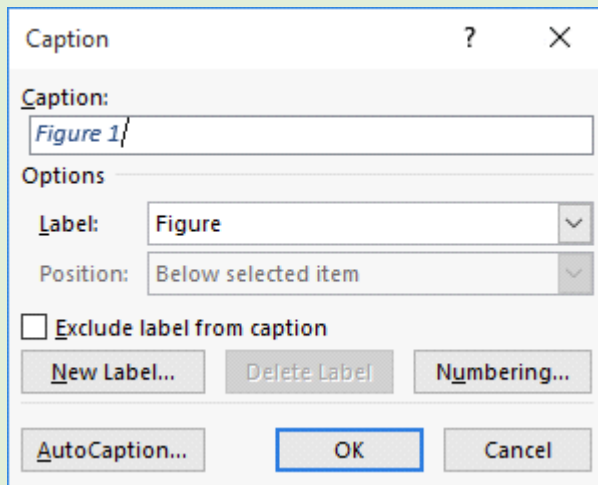 Caption ?
Caption:
Figure 1
Options
Label: Figure
Position: Below selected item
Exclude label from caption
New Label... Delete Label Numbering...
AutoCaption... OK Cancel